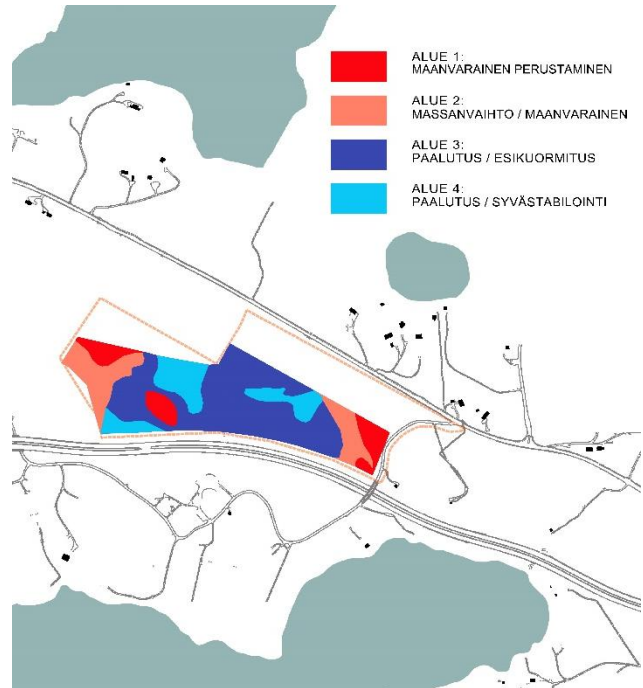 ALUE 1:
MAANVARAINEN PERUSTAMINEN
ALUE 2:
MASSANVAIHTO / MAANVARAINEN
ALUE 3:
PAALUTUS / ESIKUORMITUS
ALUE 4:
PAALUTUS / SYVÄSTABILOINTI